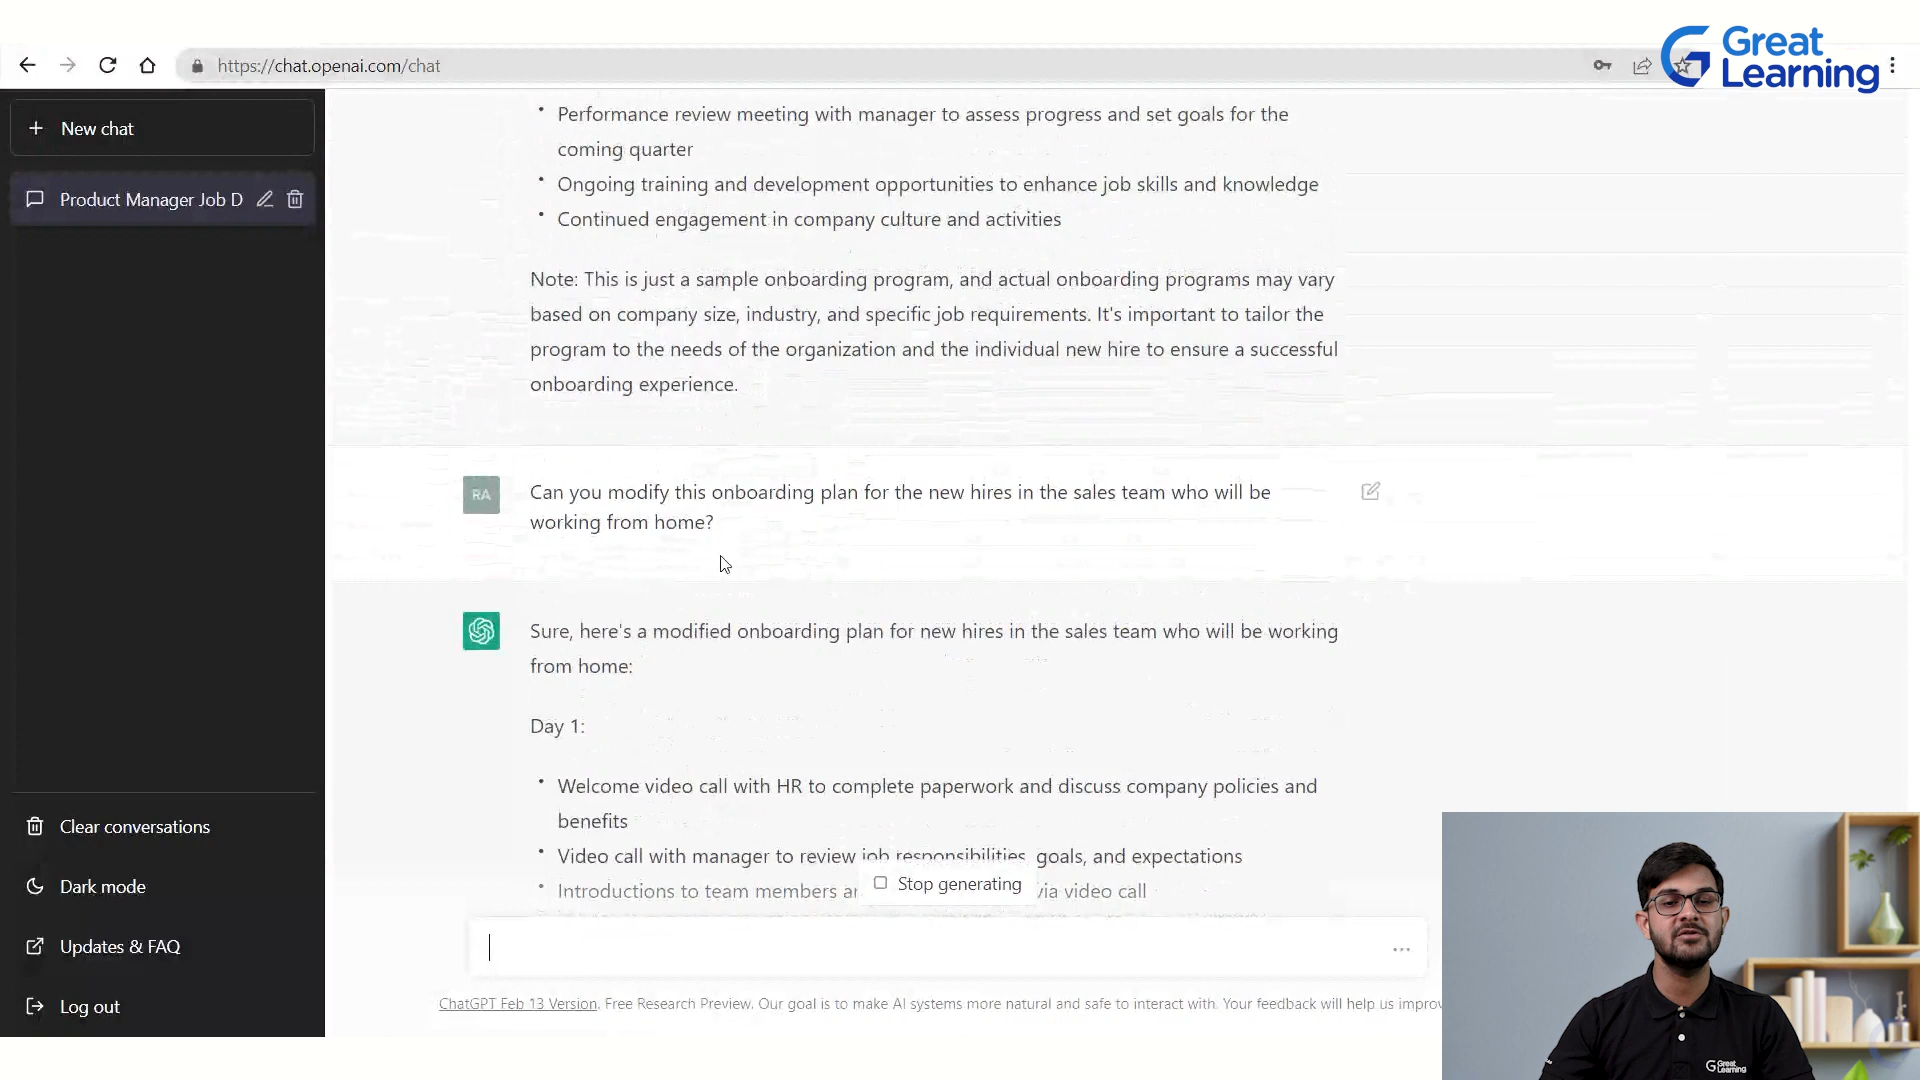 Great
Learning
https://chat.openai.com/chat
New chat
Product Manager Job D
Performance review meeting with manager to assess progress and set goals for the
coming quarter
Ongoing training and development opportunities to enhance job skills and knowledge
Continued engagement in company culture and activities
Note: This is just a sample onboarding program, and actual onboarding programs may vary
based on company size, industry, and specific job requirements. It's important to tailor the
program to the needs of the organization and the individual new hire to ensure a successful
onboarding experience.
RA
Can you modify this onboarding plan for the new hires in the sales team who will be
working from home?
Sure, here's a modified onboarding plan for new hires in the sales team who will be working
from home:
Day 1:
Welcome video call with HR to complete paperwork and discuss company policies and
benefits
Video call with manager to review job responsibilities, goals, and expectations
Introductions to team members an via video call
Stop generating
Clear conversations
Dark mode
Updates & FAQ
Log out
ChatGPT Feb 13 Version. Free Research Preview. Our goal is to make AI systems more natural and safe to interact with. Your feedback will help us improv
Great
Learning